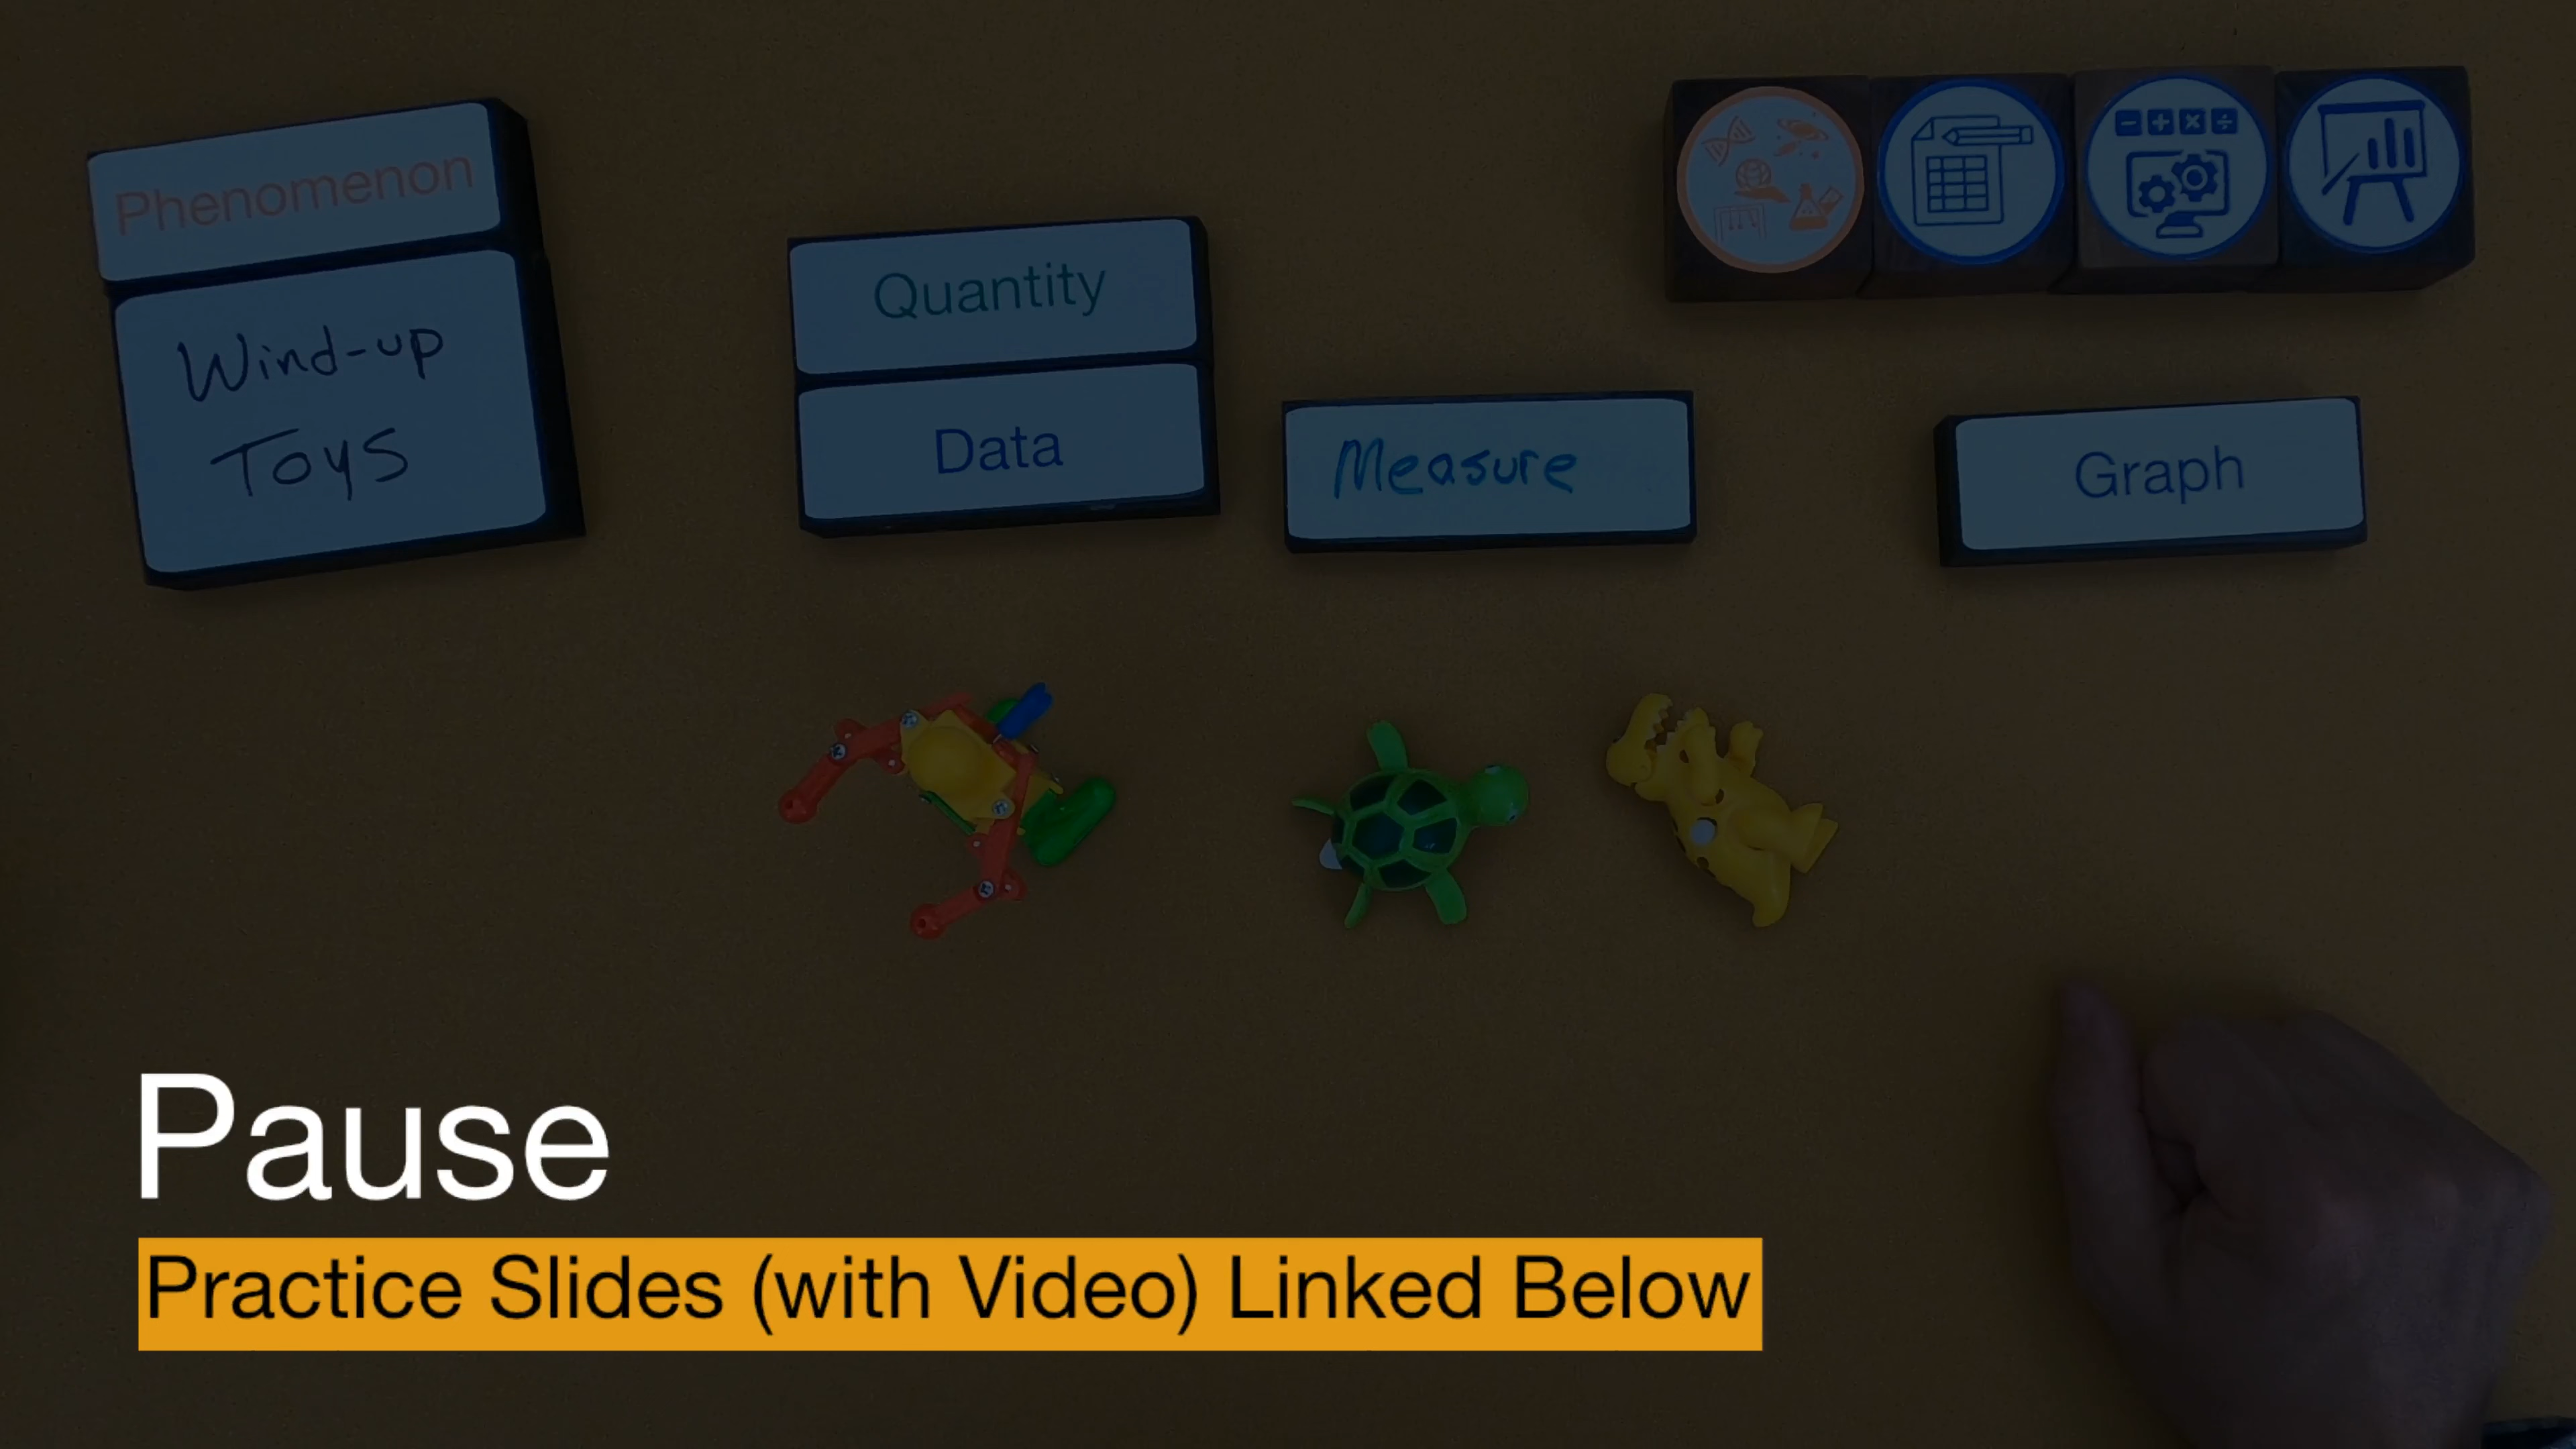 Phenomenon
Wind-up
Toys
Quantity
Data
Measure
Graph
Pause
Practice Slides (with Video) Linked Below